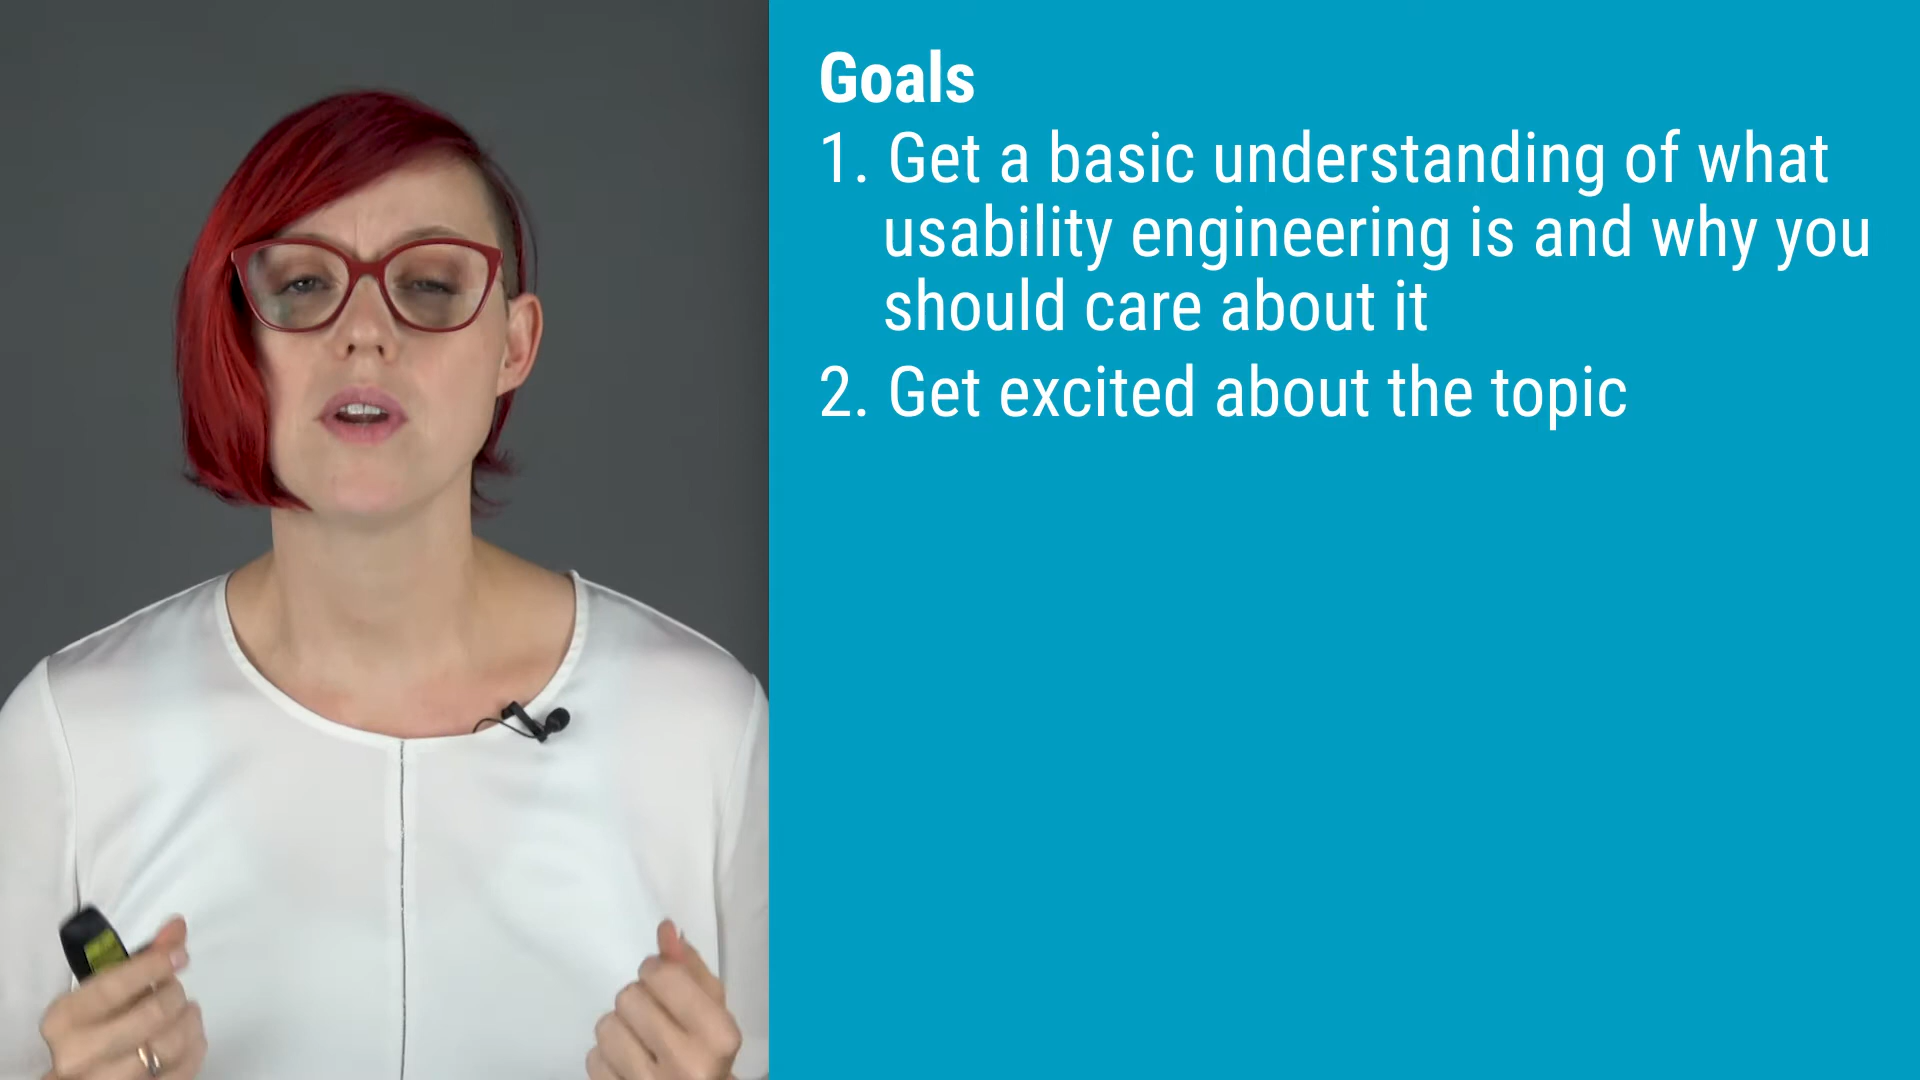 Goals
1. Get a basic understanding of what
usability engineering is and why you
should care about it
2. Get excited about the topic